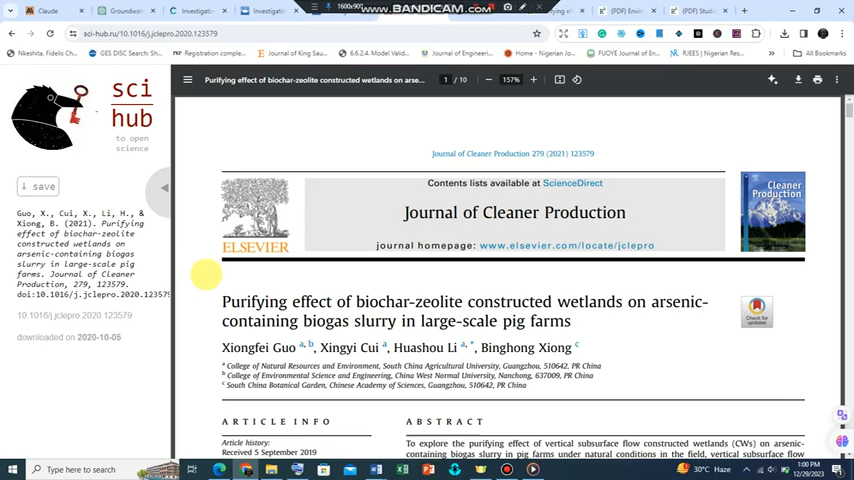 Claude
Groundwat
Investigatin
Investigatin
1600x900
www.BANDICAM.com
fying ef
(PDF) Envir
(PDF) Studi
sci-hub.ru/10.1016/j.jclepro.2020.123579
Nkeshita, Fidelis Ch...
GES DISC Search: Sh...
Registration comple...
Journal of King Sau...
6.6.2.4. Model Valid...
Journal of Engineeri...
Home - Nigerian Jo...
FUOYE Journal of En...
RJEES | Nigerian Res...
All Bookmarks
Purifying effect of biochar-zeolite constructed wetlands on arse...
1 / 10
157%
sci
hub
to open
science
↓ save
Guo, X., Cui, X., Li, H., &
Xiong, B. (2021). Purifying
effect of biochar-zeolite
constructed wetlands on
arsenic-containing biogas
slurry in large-scale pig
farms. Journal of Cleaner
Production, 279, 123579.
doi:10.1016/j.jclepro.2020.123579
10.1016/j.jclepro.2020.123579
downloaded on 2020-10-05
Journal of Cleaner Production 279 (2021) 123579
Contents lists available at ScienceDirect
Journal of Cleaner Production
journal homepage: www.elsevier.com/locate/jclepro
ELSEVIER
Cleaner
Production
Purifying effect of biochar-zeolite constructed wetlands on arsenic-
containing biogas slurry in large-scale pig farms
Check for
updates
Xiongfei Guo a, b, Xingyi Cui a, Huashou Li a, *, Binghong Xiong c
a College of Natural Resources and Environment, South China Agricultural University, Guangzhou, 510642, PR China
b College of Environmental Science and Engineering, China West Normal University, Nanchong, 637009, PR China
c South China Botanical Garden, Chinese Academy of Sciences, Guangzhou, 510642, PR China
ARTICLE INFO
ABSTRACT
Article history:
Received 5 September 2019
To explore the purifying effect of vertical subsurface flow constructed wetlands (CWs) on arsenic-
containing biogas slurry in pig farms under natural conditions in the field, vertical subsurface flow
Type here to search
30°C Haze
1:00 PM
12/29/2023